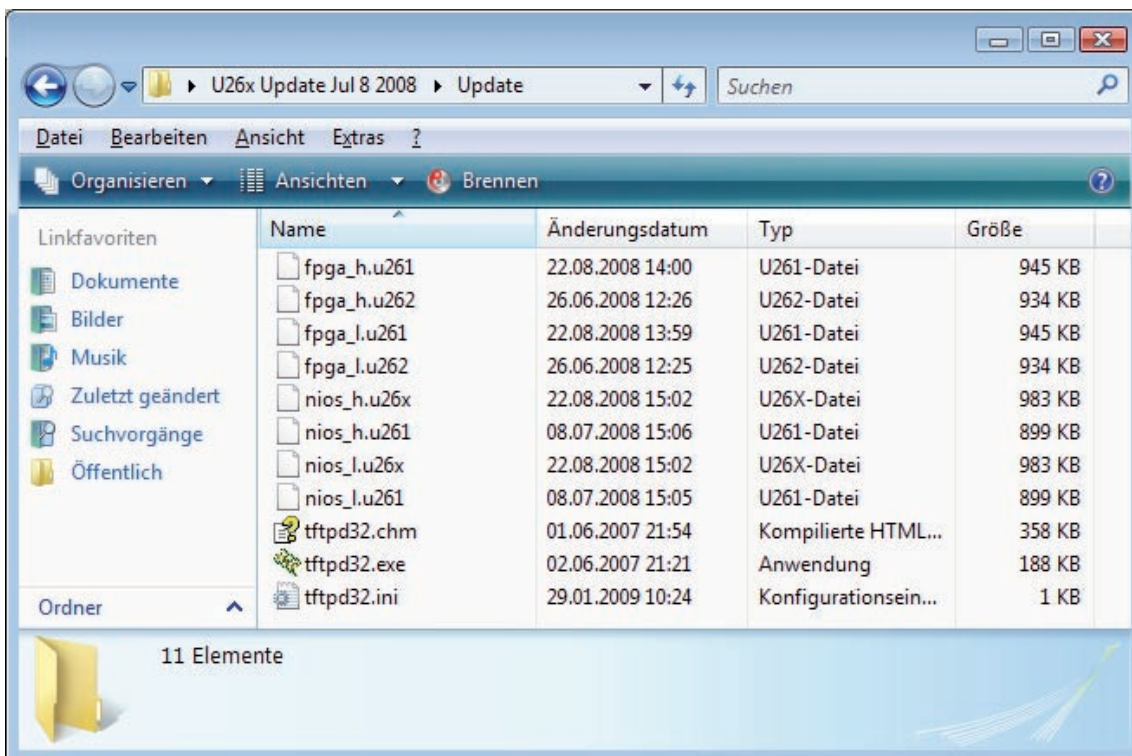 U26x Update Jul 8 2008 Update Suchen
Datei Bearbeiten Ansicht Extras ?
Organisieren Ansichten Brennen ?
Linkfavoriten
Dokumente
Bilder
Musik
Zuletzt geändert
Suchvorgänge
Öffentlich
Ordner
Name Änderungsdatum Typ Größe
fpga_h.u261 22.08.2008 14:00 U261-Datei 945 KB
fpga_h.u262 26.06.2008 12:26 U262-Datei 934 KB
fpga_l.u261 22.08.2008 13:59 U261-Datei 945 KB
fpga_l.u262 26.06.2008 12:25 U262-Datei 934 KB
nios_h.u26x 22.08.2008 15:02 U26X-Datei 983 KB
nios_h.u261 08.07.2008 15:06 U261-Datei 899 KB
nios_l.u26x 22.08.2008 15:02 U26X-Datei 983 KB
nios_l.u261 08.07.2008 15:05 U261-Datei 899 KB
tftpd32.chm 01.06.2007 21:54 Kompilierte HTML... 358 KB
tftpd32.exe 02.06.2007 21:21 Anwendung 188 KB
tftpd32.ini 29.01.2009 10:24 Konfigurationsein... 1 KB
11 Elemente